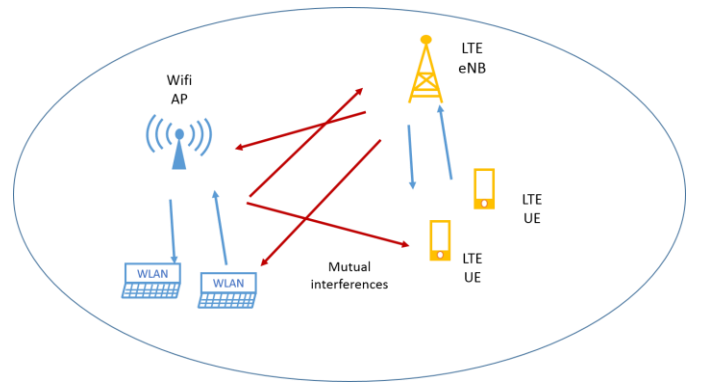 LTE
eNB
Wifi
AP
LTE
UE
LTE
UE
WLAN
WLAN
Mutual
interferences